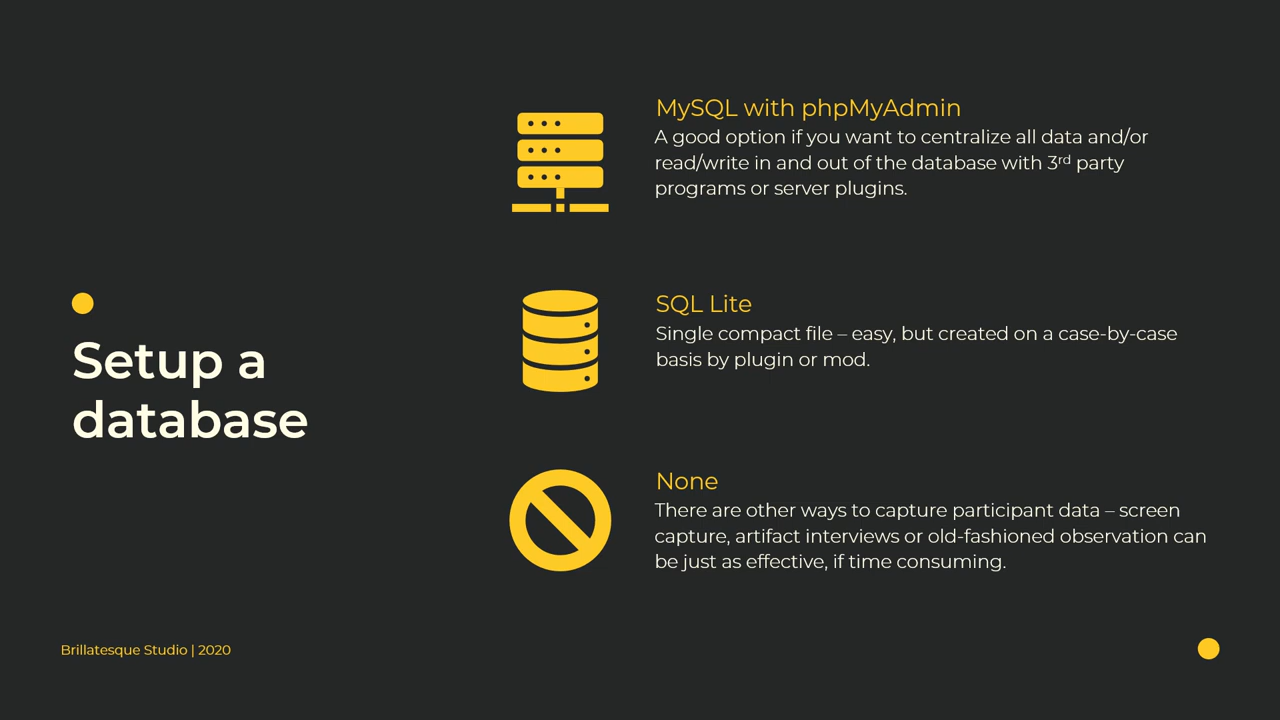 Setup a
database
MySQL with phpMyAdmin
A good option if you want to centralize all data and/or
read/write in and out of the database with 3rd party
programs or server plugins.
SQL Lite
Single compact file – easy, but created on a case-by-case
basis by plugin or mod.
None
There are other ways to capture participant data – screen
capture, artifact interviews or old-fashioned observation can
be just as effective, if time consuming.
Brillatesque Studio | 2020